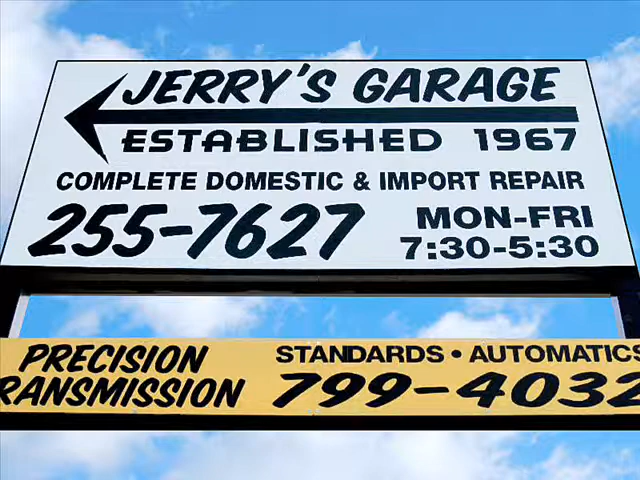 JERRY'S GARAGE
ESTABLISHED 1967
COMPLETE DOMESTIC & IMPORT REPAIR
255-7627
MON-FRI
7:30-5:30
PRECISION
RANSMISSION
STANDARDS • AUTOMATICS
799-4032